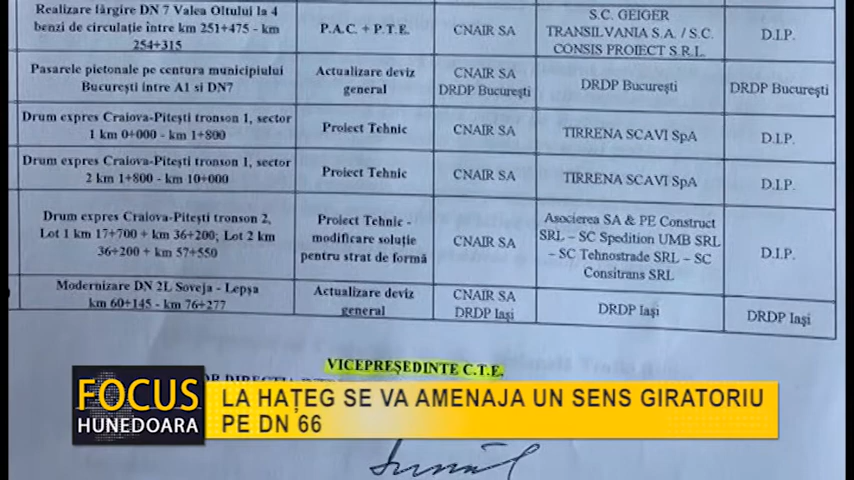 Realizare lărgire DN 7 Valea Oltului la 4
benzi de circulație între km 251+475 - km
254+315
P.A.C. + P.T.E.
CNAIR SA
S.C. GEIGER
TRANSILVANIA S.A. / S.C.
CONSIS PROIECT S.R.L.
D.I.P.
Pasarele pietonale pe centura municipiului
București intre A1 si DN7
Actualizare deviz
general
CNAIR SA
DRDP București
DRDP București
DRDP București
Drum expres Craiova-Pitești tronson 1, sector
1 km 0+000 - km 1+800
Proiect Tehnic
CNAIR SA
TIRRENA SCAVI SpA
D.I.P.
Drum expres Craiova-Pitești tronson 1, sector
2 km 1+800 - km 10+000
Proiect Tehnic
CNAIR SA
TIRRENA SCAVI SpA
D.I.P.
Drum expres Craiova-Pitești tronson 2,
Lot 1 km 17+700 + km 36+200; Lot 2 km
36+200 + km 57+550
Proiect Tehnic -
modificare soluție
pentru strat de formă
CNAIR SA
Asocierea SA & PE Construct
SRL – SC Spedition UMB SRL
– SC Tehnostrade SRL – SC
Consitrans SRL
D.I.P.
Modernizare DN 2L Soveja - Lepșa
km 60+145 - km 76+277
Actualizare deviz
general
CNAIR SA
DRDP Iași
DRDP Iași
DRDP Iași
VICEPREȘEDINTE C.T.E.
FOCUS
HUNEDOARA
LA HAȚEG SE VA AMENAJA UN SENS GIRATORIU
PE DN 66